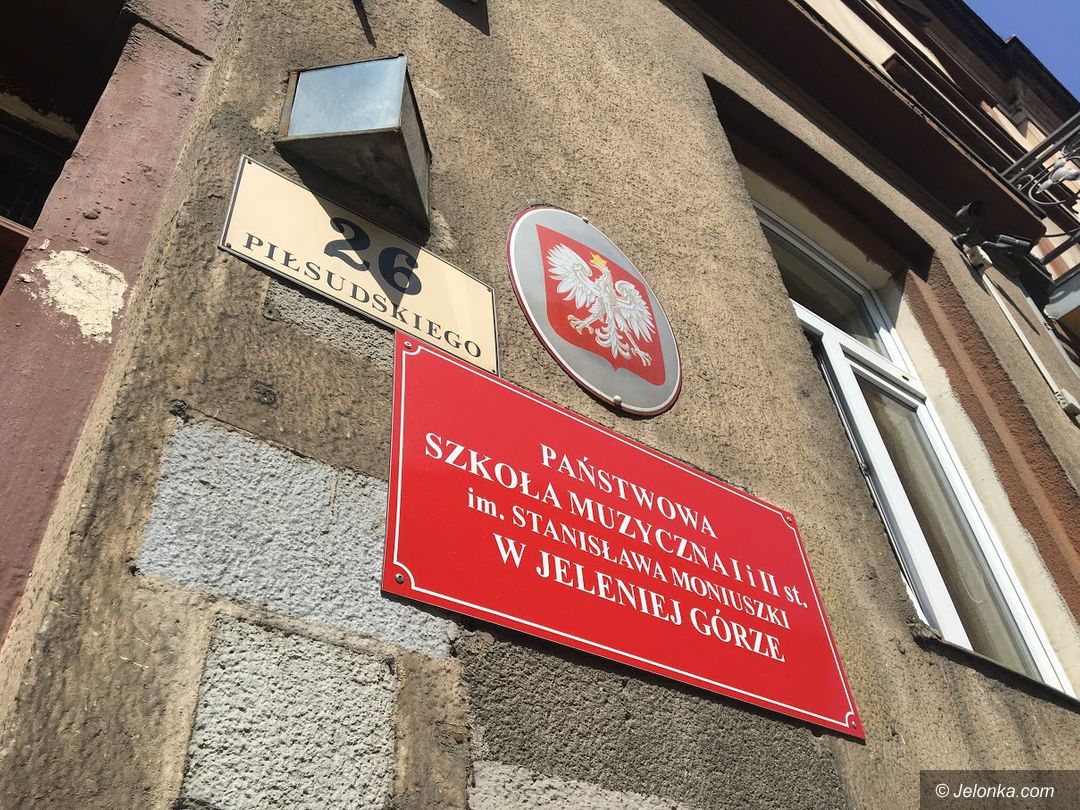 26
PIŁSUDSKIEGO
PAŃSTWOWA
SZKOŁA MUZYCZNA I i II st.
im. STANISŁAWA MONIUSZKI
W JELENIEJ GÓRZE
© Jelonka.com